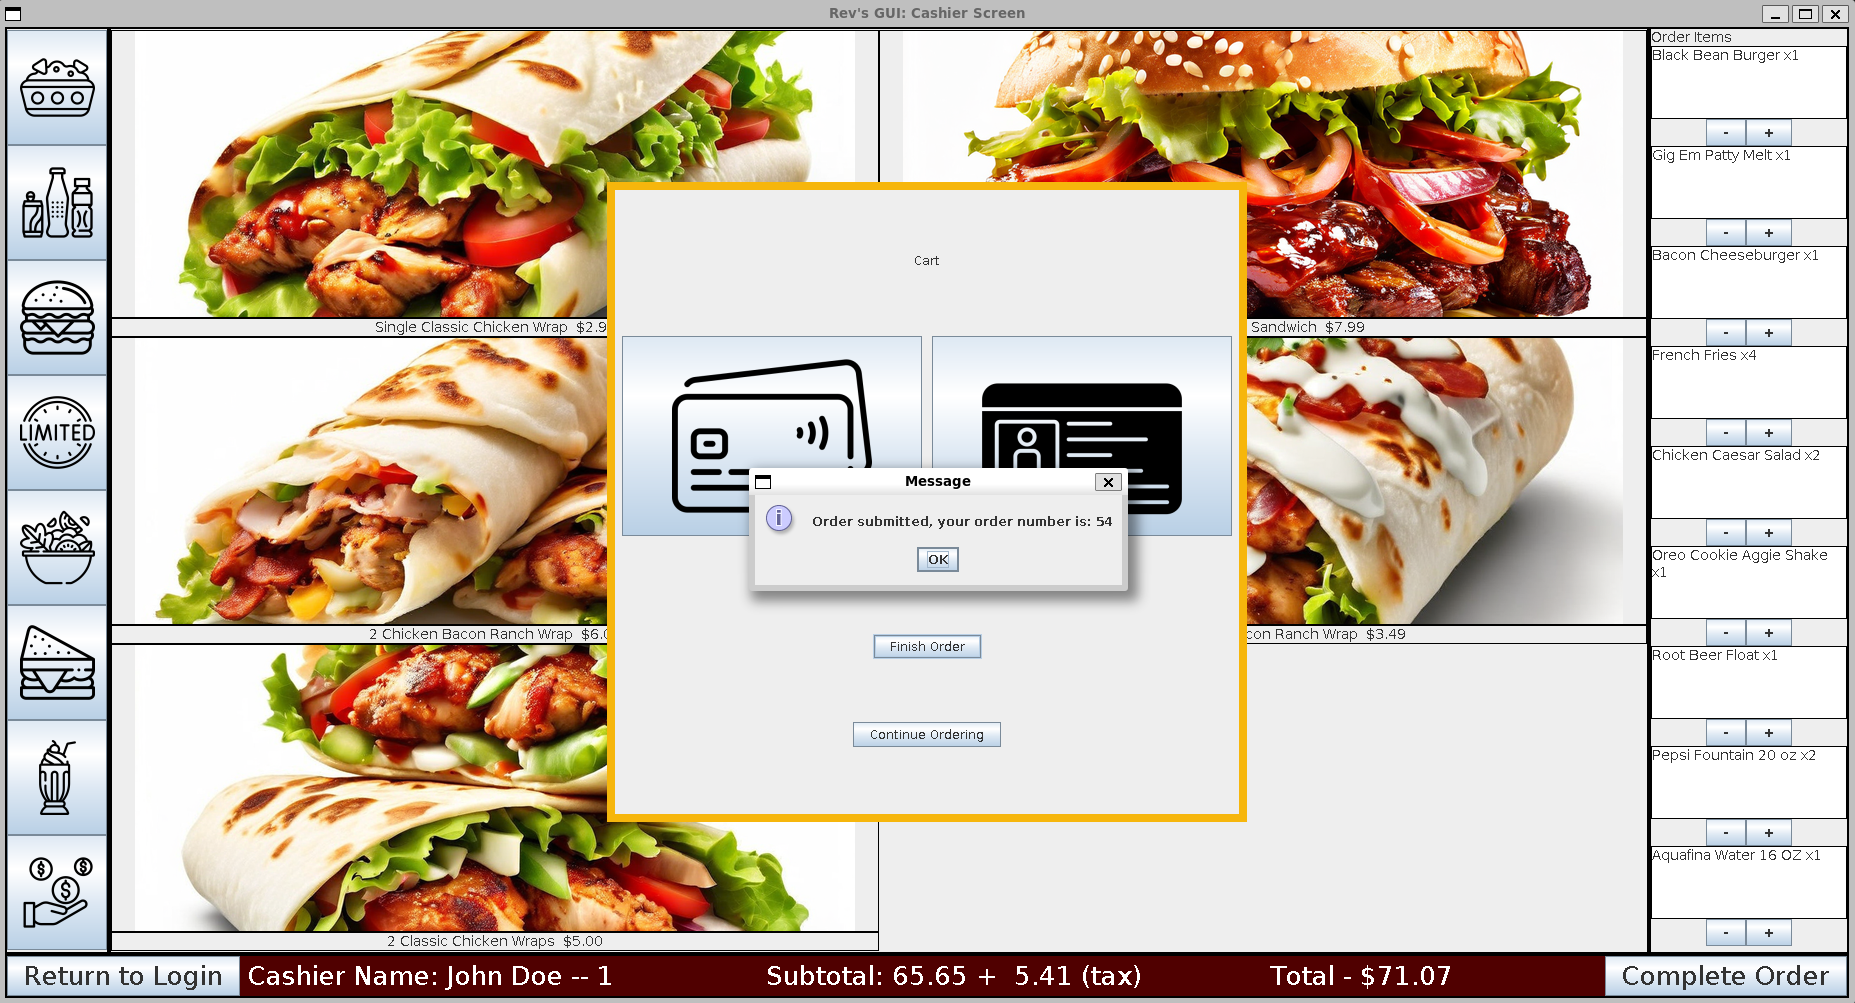 Rev's GUI: Cashier Screen
LIMITED
Single Classic Chicken Wrap $2.9
Sandwich $7.99
2 Chicken Bacon Ranch Wrap $6.
con Ranch Wrap $3.49
2 Classic Chicken Wraps $5.00
Cart
Message
Order submitted, your order number is: 54
OK
Finish Order
Continue Ordering
Order Items
Black Bean Burger x1
- +
Gig Em Patty Melt x1
- +
Bacon Cheeseburger x1
- +
French Fries x4
- +
Chicken Caesar Salad x2
- +
Oreo Cookie Aggie Shake
x1
- +
Root Beer Float x1
- +
Pepsi Fountain 20 oz x2
- +
Aquafina Water 16 OZ x1
- +
Return to Login
Cashier Name: John Doe -- 1
Subtotal: 65.65 + 5.41 (tax)
Total - $71.07
Complete Order